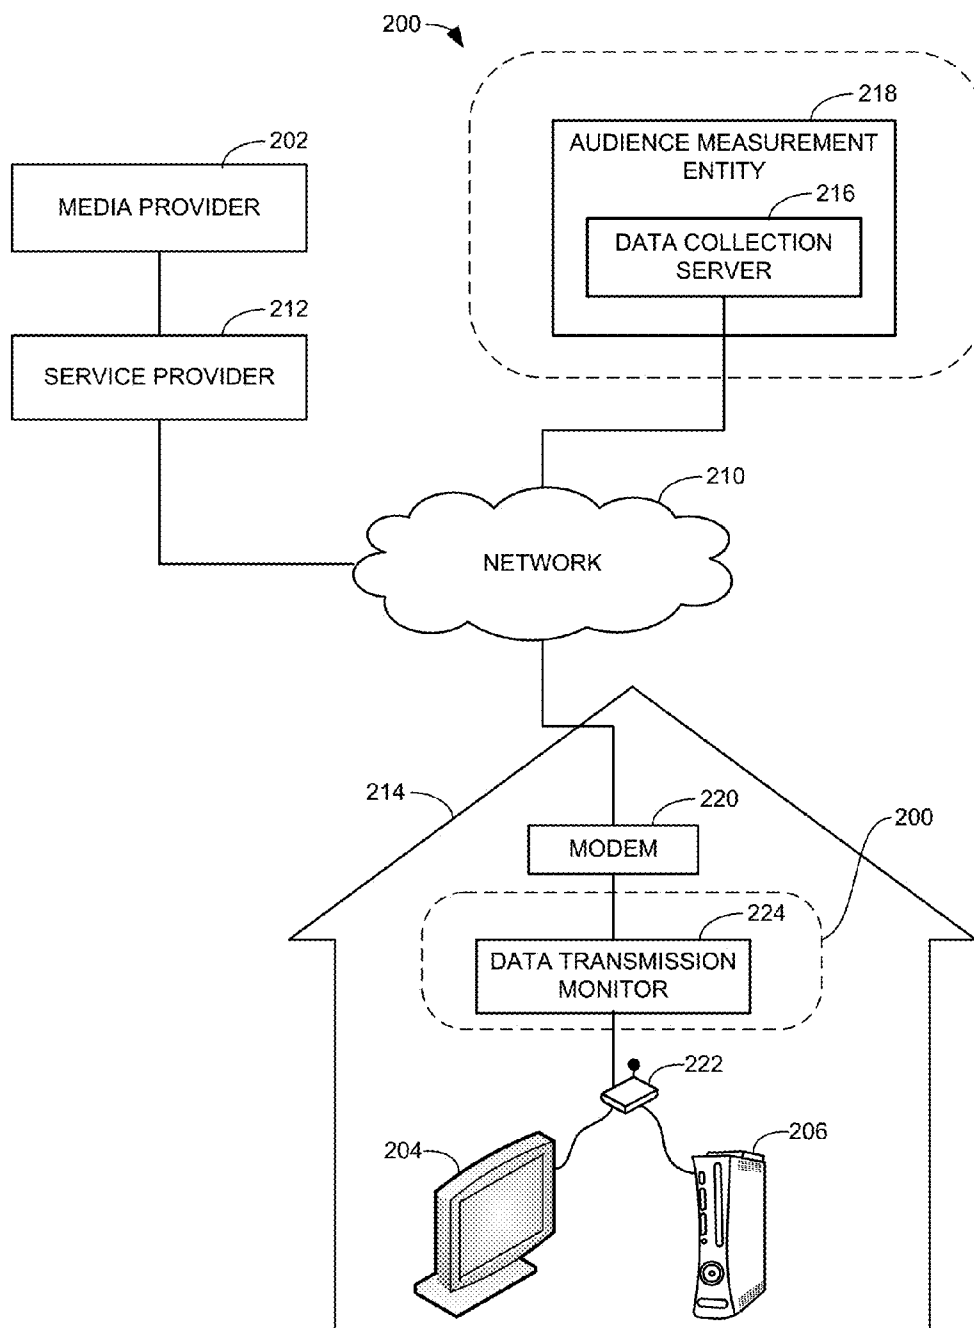 200
218
AUDIENCE MEASUREMENT
ENTITY
216
DATA COLLECTION
SERVER
202
MEDIA PROVIDER
212
SERVICE PROVIDER
210
NETWORK
214
220
MODEM
200
224
DATA TRANSMISSION
MONITOR
222
204
206